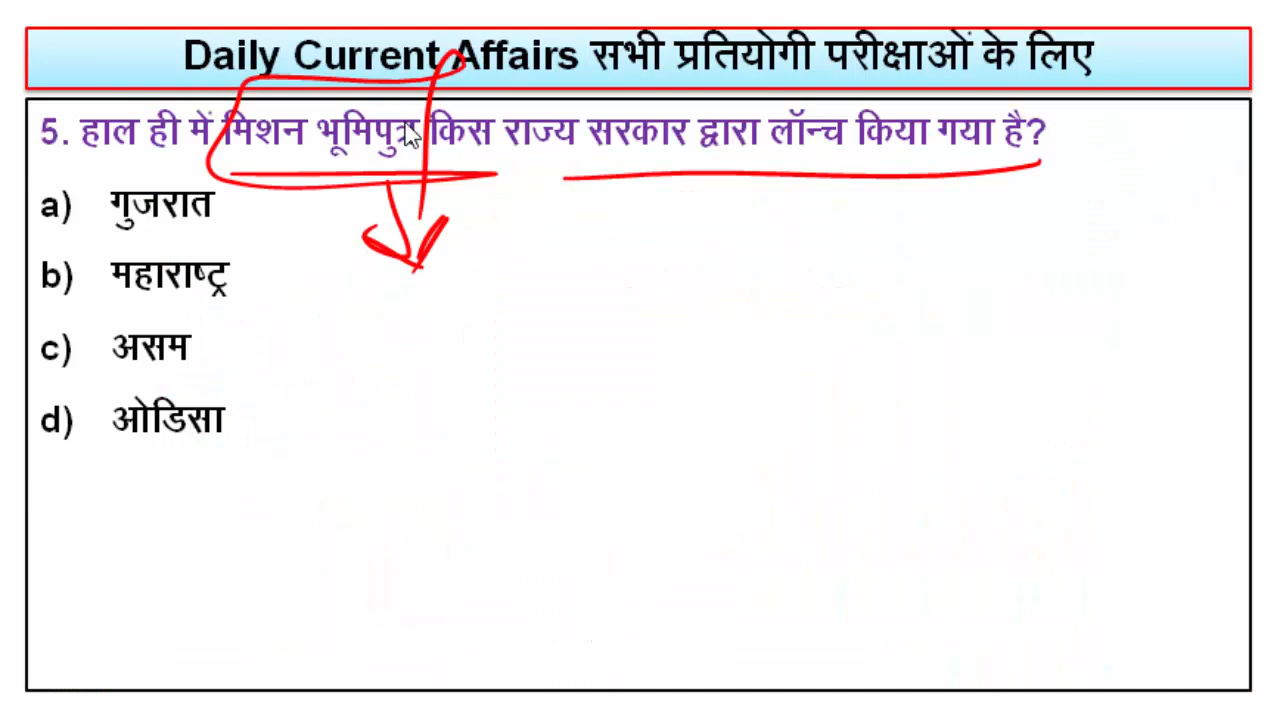 Daily Current Affairs सभी प्रतियोगी परीक्षाओं के लिए
5. हाल ही में मिशन भूमिपुत्र किस राज्य सरकार द्वारा लॉन्च किया गया है?
a) गुजरात
b) महाराष्ट्र
c) असम
d) ओडिसा